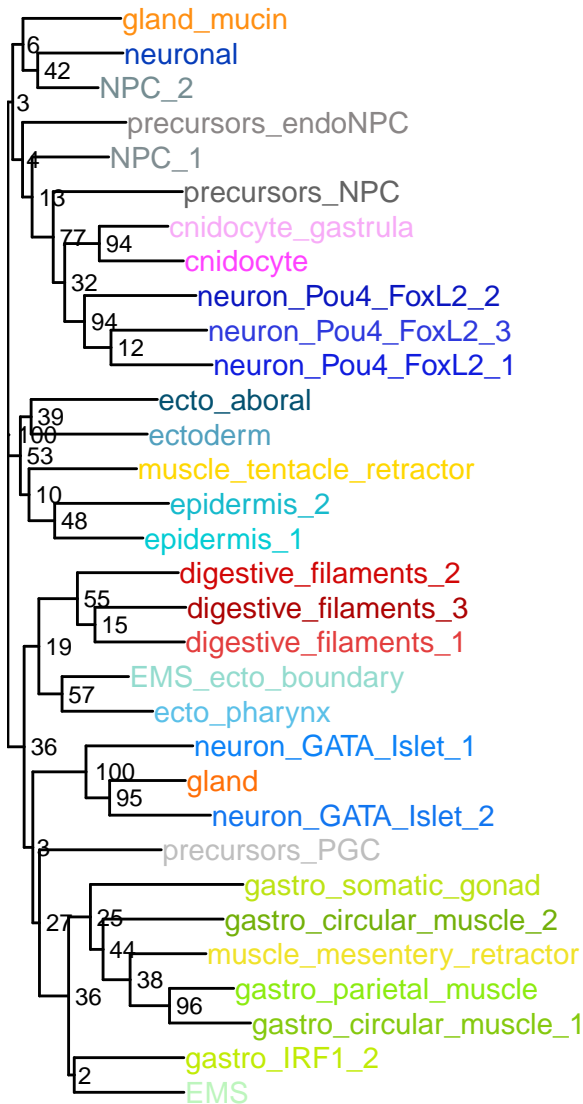 gland_mucin
6
neuronal
42
NPC_2
3
precursors_endoNPC
4
NPC_1
13
precursors_NPC
cnidocyte_gastrula
77
94
cnidocyte
32
neuron_Pou4_FoxL2_2
94
neuron_Pou4_FoxL2_3
12
neuron_Pou4_FoxL2_1
ecto_aboral
39
100
ectoderm
53
muscle_tentacle_retractor
10
epidermis_2
48
epidermis_1
digestive_filaments_2
55
digestive_filaments_3
15
digestive_filaments_1
19
EMS_ecto_boundary
57
ecto_pharynx
36
neuron_GATA_Islet_1
100
gland
95
neuron_GATA_Islet_2
3
precursors_PGC
gastro_somatic_gonad
27
25
gastro_circular_muscle_2
44
muscle_mesentery_retractor
38
gastro_parietal_muscle
36
96
gastro_circular_muscle_1
gastro_IRF1_2
2
EMS